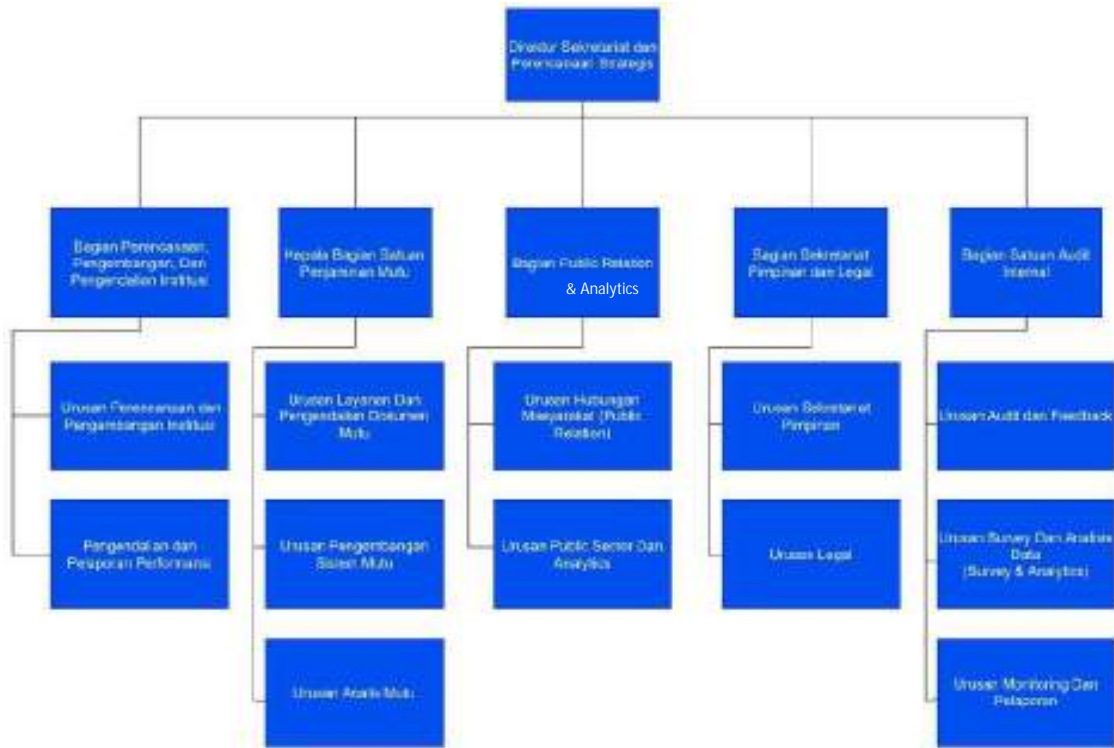 Direktur Sekretariat dan
Perencanaan Strategis
Bagian Perencanaan,
Pengembangan, Dan
Pengendalian Institusi
Kepala Bagian Satuan
Penjaminan Mutu
Bagian Public Relation
& Analytics
Bagian Sekretariat
Pimpinan dan Legal
Bagian Satuan Audit
Internal
Urusan Perencanaan dan
Pengembangan Institusi
Urusan Layanan Dan
Pengendalian Dokumen
Mutu
Urusan Hubungan
Masyarakat (Public
Relation)
Urusan Sekretariat
Pimpinan
Urusan Audit dan Feedback
Pengendalian dan
Pelaporan Performansi
Urusan Pengembangan
Sistem Mutu
Urusan Public Sector Dan
Analytics
Urusan Legal
Urusan Survey Dan Analisis
Data
(Survey & Analytics)
Urusan Mutu
Urusan Monitoring Dan
Pelaporan